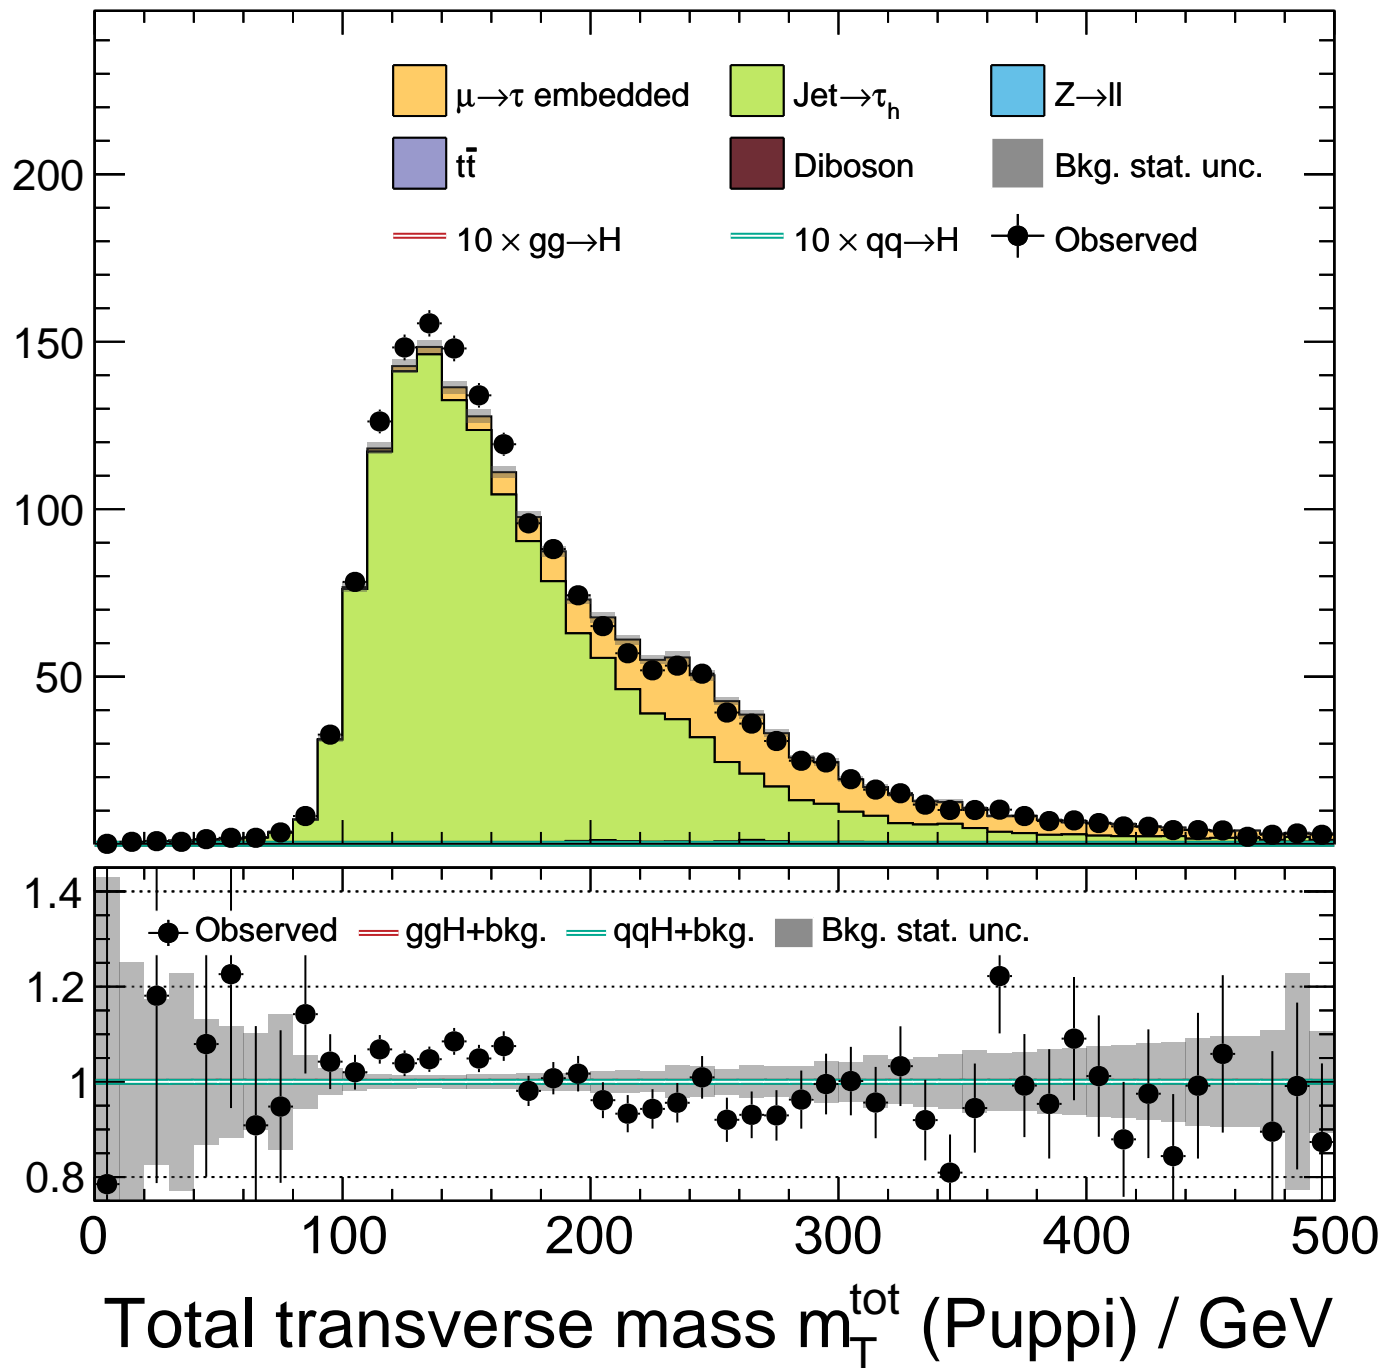 μ→τ embedded Jet→τh Z→ll
tt̄ Diboson Bkg. stat. unc.
10 × gg→H 10 × qq→H Observed
200
150
100
50
1.4
Observed ggH+bkg. qqH+bkg. Bkg. stat. unc.
1.2
1
0.8
0 100 200 300 400 500
Total transverse mass m_T^tot (Puppi) / GeV